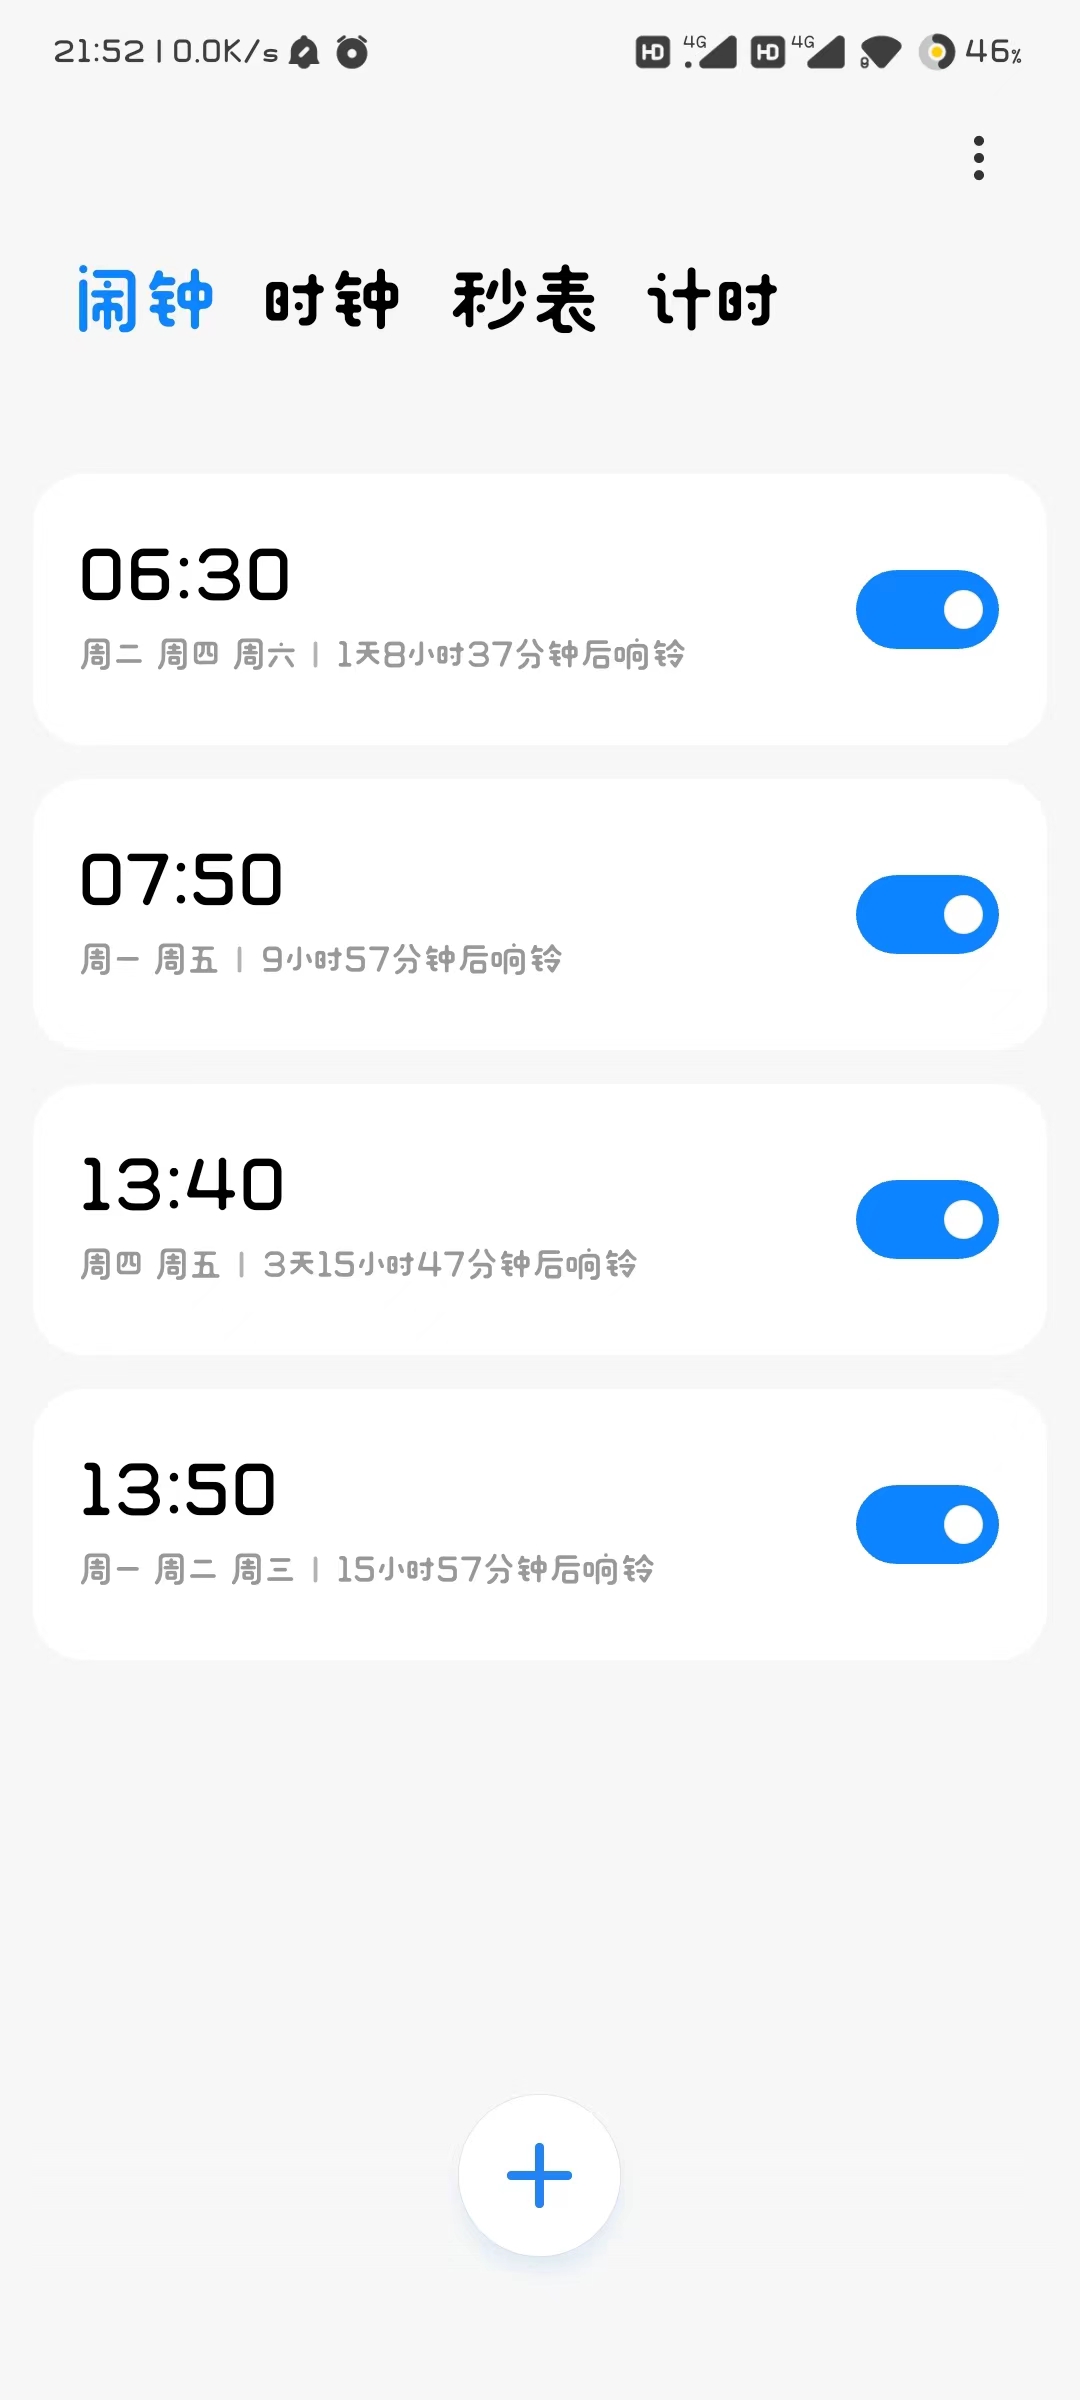 21:52 | 0.0K/s HD 4G HD 4G 46%
闹钟 时钟 秒表 计时
06:30
周二 周四 周六 | 1天8小时37分钟后响铃
07:50
周一 周五 | 9小时57分钟后响铃
13:40
周四 周五 | 3天15小时47分钟后响铃
13:50
周一 周二 周三 | 15小时57分钟后响铃